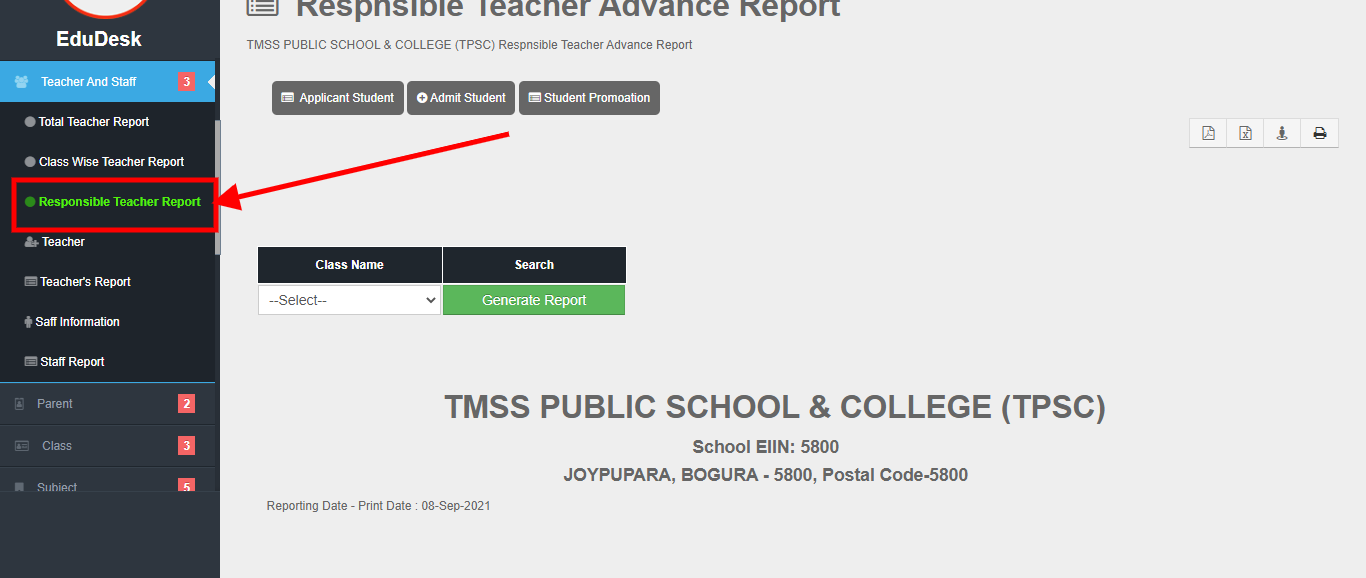 EduDesk
Teacher And Staff 3
Total Teacher Report
Class Wise Teacher Report
Responsible Teacher Report
Teacher
Teacher's Report
Saff Information
Staff Report
Parent 2
Class 3
Subject 5
Respnsible Teacher Advance Report
TMSS PUBLIC SCHOOL & COLLEGE (TPSC) Respnsible Teacher Advance Report
Applicant Student Admit Student Student Promoation
Class Name Search
--Select-- Generate Report
TMSS PUBLIC SCHOOL & COLLEGE (TPSC)
School EIIN: 5800
JOYPUPARA, BOGURA - 5800, Postal Code-5800
Reporting Date - Print Date : 08-Sep-2021